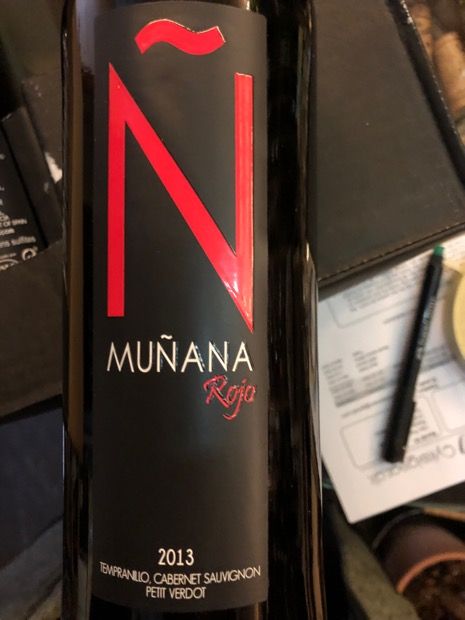 Ñ
MUÑANA
Rojo
2013
TEMPRANILLO, CABERNET SAUVIGNON
PETIT VERDOT